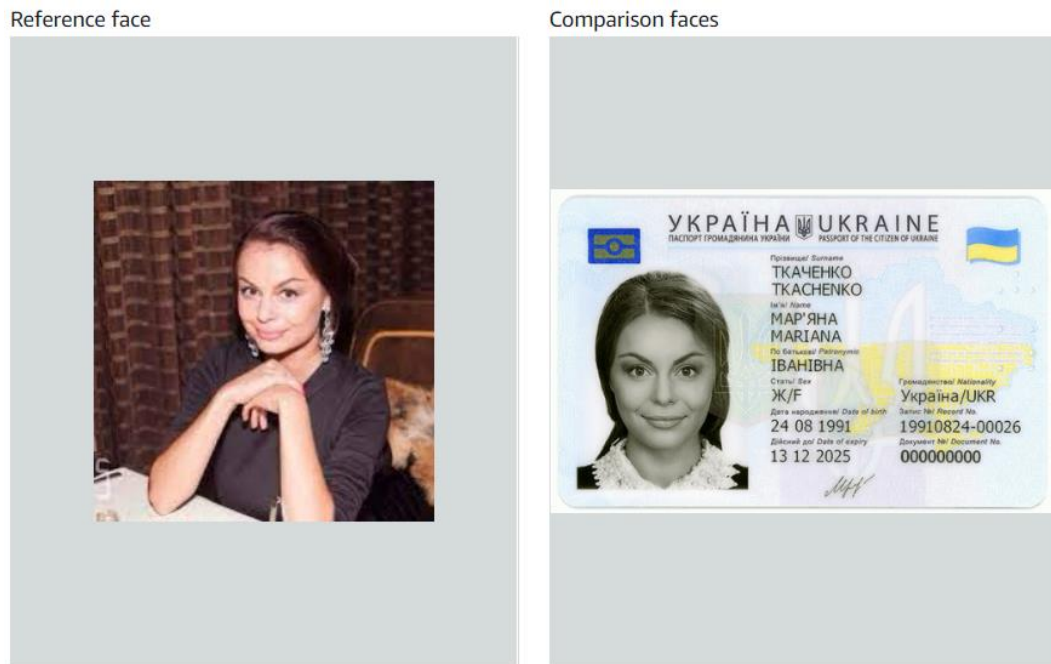 Reference face
Comparison faces
УКРАЇНА UKRAINE
ПАСПОРТ ГРОМАДЯНИНА УКРАЇНИ PASSPORT OF THE CITIZEN OF UKRAINE
Прізвище/ Surname
ТКАЧЕНКО
TKACHENKO
Ім'я/ Name
МАР'ЯНА
MARIANA
По батькові/ Patronymic
ІВАНІВНА
Стать/ Sex Громадянство/ Nationality
Ж/F Україна/UKR
Дата народження/ Date of birth Запис №/ Record No.
24 08 1991 19910824-00026
Дійсний до/ Date of expiry Документ №/ Document No.
13 12 2025 000000000